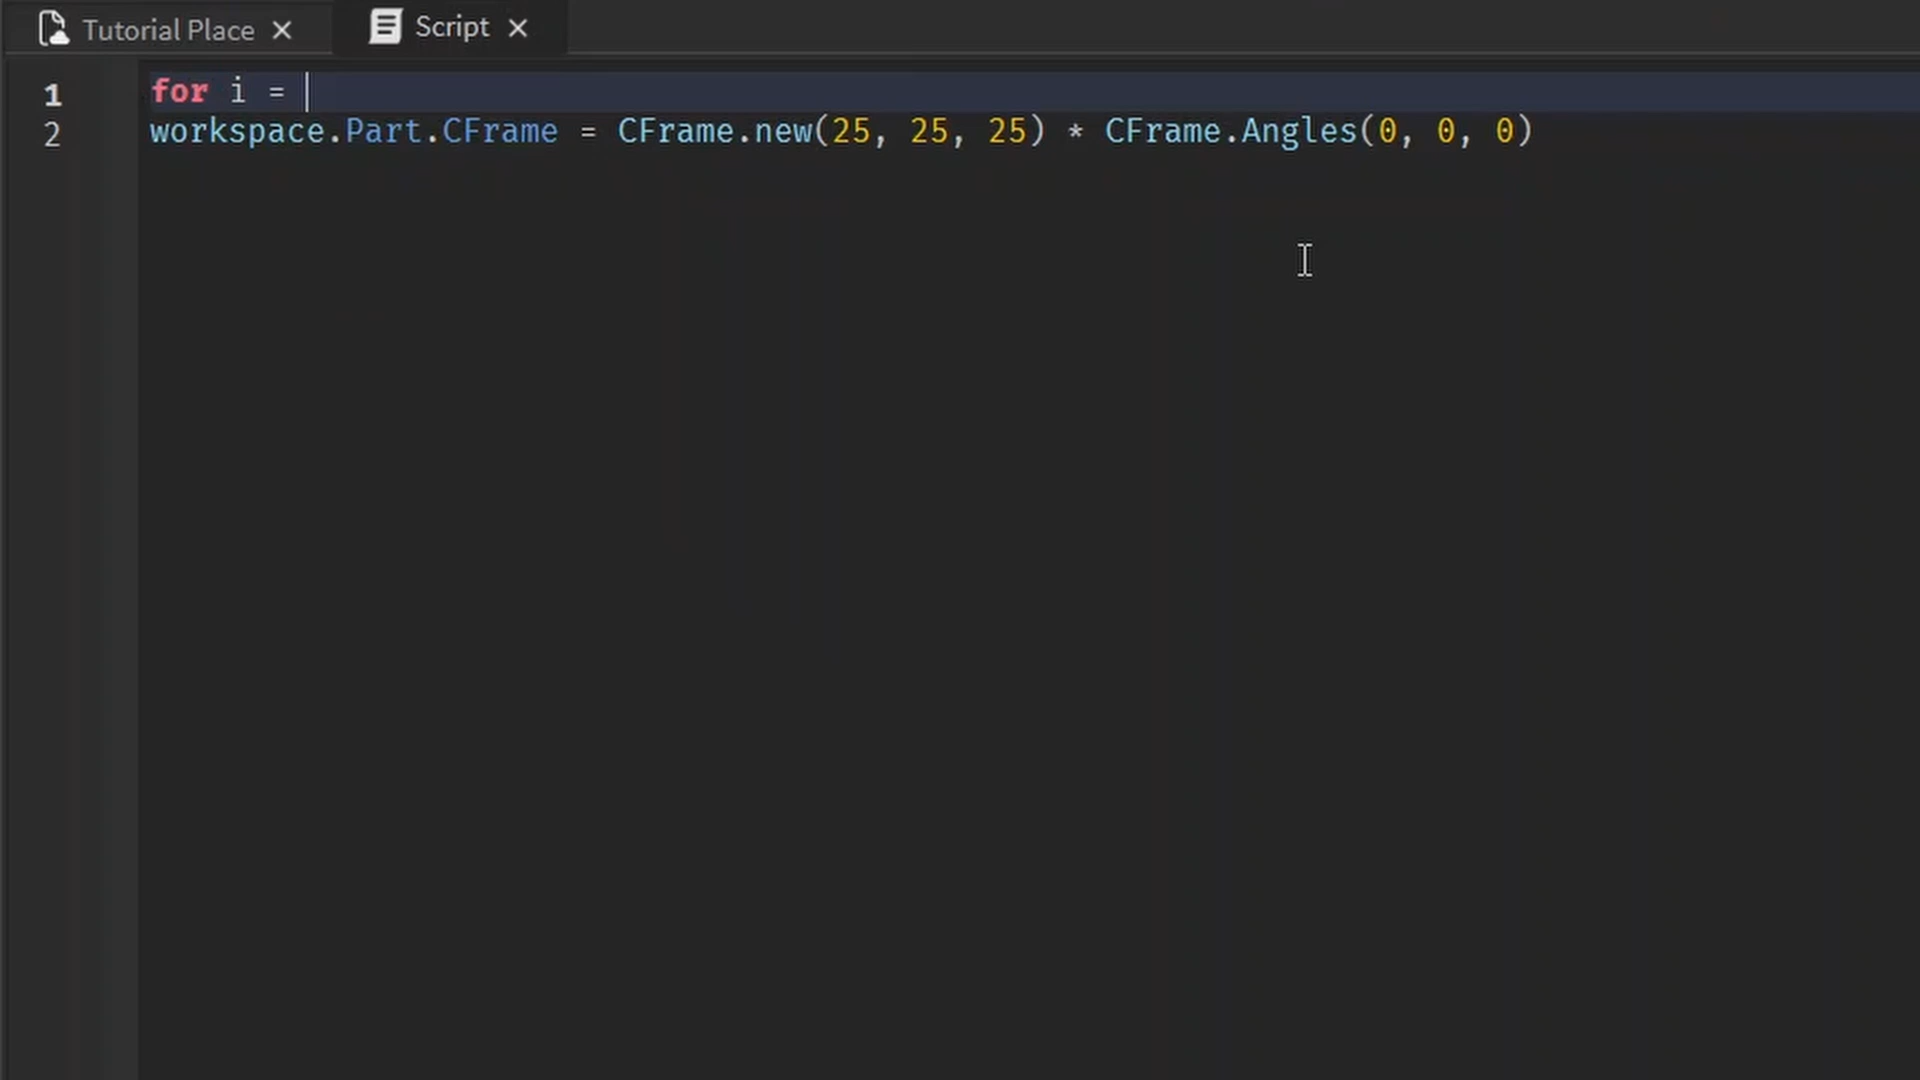 Tutorial Place
Script
1 for i =
2 workspace.Part.CFrame = CFrame.new(25, 25, 25) * CFrame.Angles(0, 0, 0)